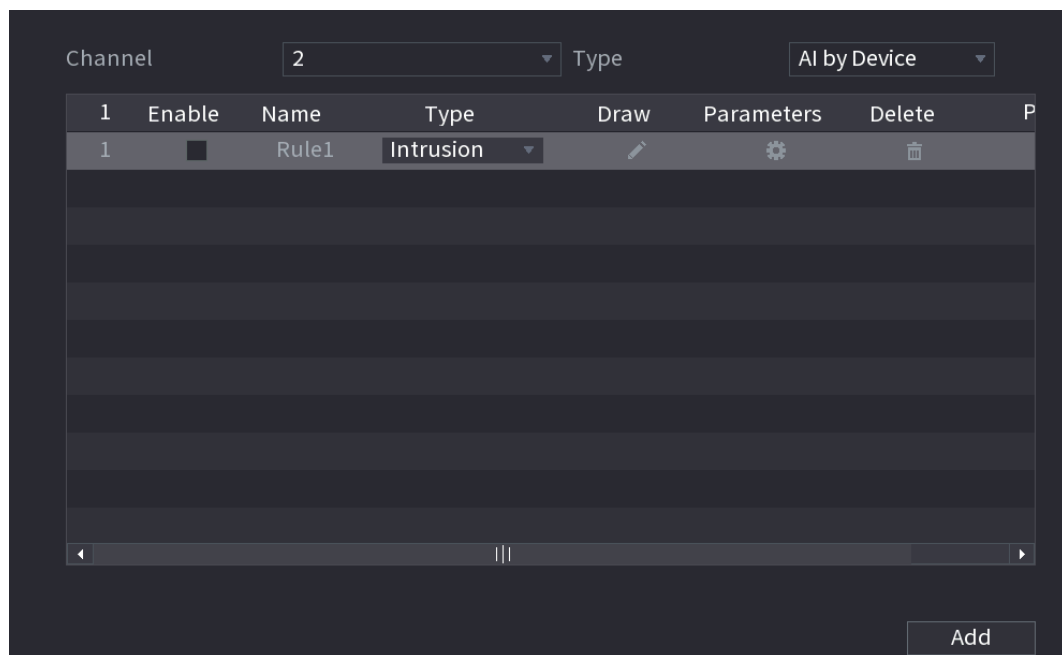 Channel 2 Type AI by Device
1 Enable Name Type Draw Parameters Delete P
1 Rule1 Intrusion
Add